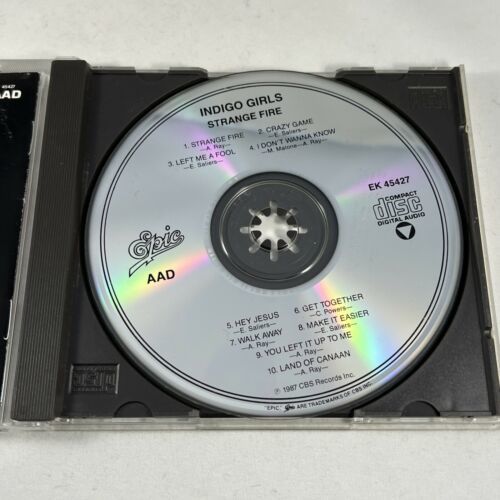 45427
AAD
INDIGO GIRLS
STRANGE FIRE
1. STRANGE FIRE
—A. Ray—
2. CRAZY GAME
—E. Saliers—
3. LEFT ME A FOOL
—E. Saliers—
4. I DON'T WANNA KNOW
—M. Malone—A. Ray—
EK 45427
COMPACT
disc
DIGITAL AUDIO
Epic
AAD
5. HEY JESUS
—E. Saliers—
6. GET TOGETHER
—C. Powers—
7. WALK AWAY
—A. Ray—
8. MAKE IT EASIER
—E. Saliers—
9. YOU LEFT IT UP TO ME
—A. Ray—
10. LAND OF CANAAN
—A. Ray—
℗ 1987 CBS Records Inc.
"EPIC," Epic ARE TRADEMARKS OF CBS INC.
disc